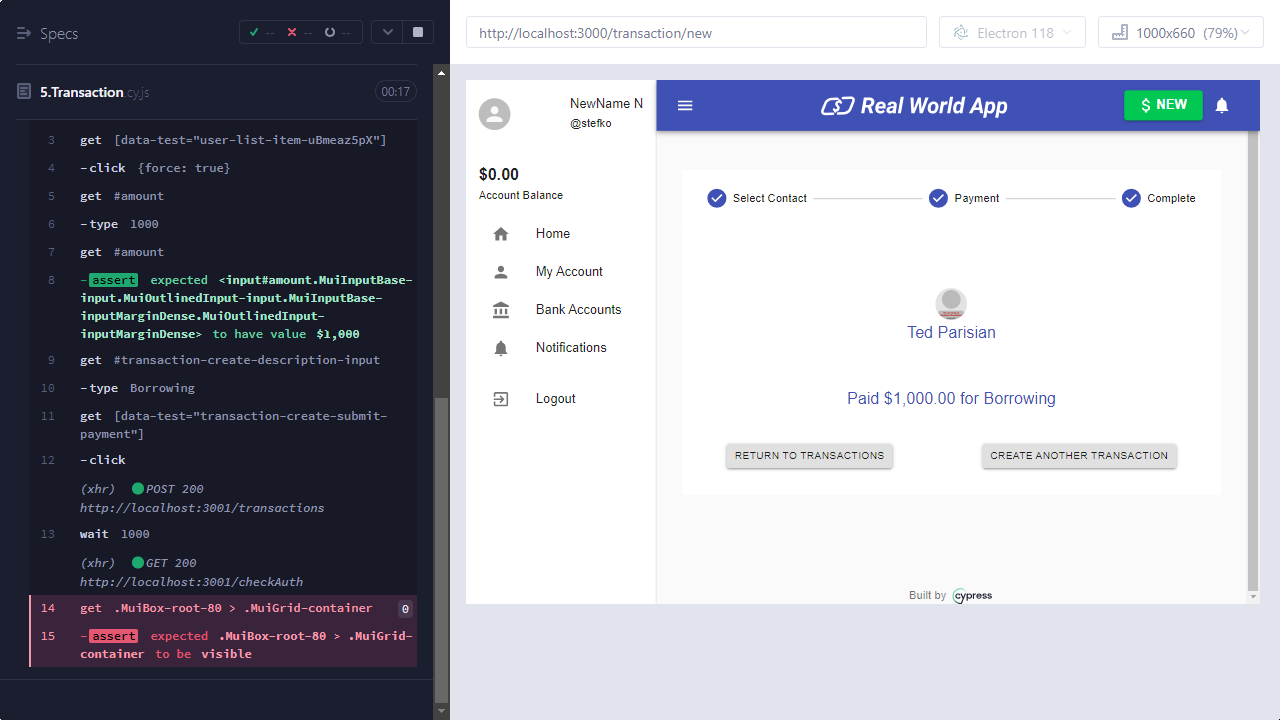 Specs
--
--
--
5.Transaction.cy.js
00:17
3 get [data-test="user-list-item-uBmeaz5pX"]
4 -click {force: true}
5 get #amount
6 -type 1000
7 get #amount
8 -assert expected <input#amount.MuiInputBase-
input.MuiOutlinedInput-input.MuiInputBase-
inputMarginDense.MuiOutlinedInput-
inputMarginDense> to have value $1,000
9 get #transaction-create-description-input
10 -type Borrowing
11 get [data-test="transaction-create-submit-
payment"]
12 -click
(xhr) POST 200
http://localhost:3001/transactions
13 wait 1000
(xhr) GET 200
http://localhost:3001/checkAuth
14 get .MuiBox-root-80 > .MuiGrid-container 0
15 -assert expected .MuiBox-root-80 > .MuiGrid-
container to be visible
http://localhost:3000/transaction/new
Electron 118
1000x660 (79%)
NewName N
@stefko
$0.00
Account Balance
Home
My Account
Bank Accounts
Notifications
Logout
Real World App
$ NEW
Select Contact
Payment
Complete
Ted Parisian
Paid $1,000.00 for Borrowing
RETURN TO TRANSACTIONS
CREATE ANOTHER TRANSACTION
Built by cypress